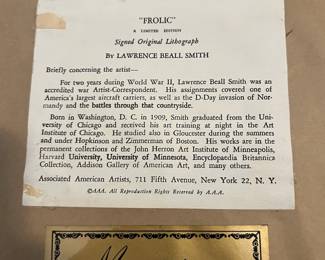 "FROLIC"
A LIMITED EDITION
Signed Original Lithograph
BY LAWRENCE BEALL SMITH
Briefly concerning the artist—
For two years during World War II, Lawrence Beall Smith was an
accredited war Artist-Correspondent. His assignments covered one of
America's largest aircraft carriers, as well as the D-Day invasion of Nor-
mandy and the battles through that countryside.
Born in Washington, D. C. in 1909, Smith graduated from the Uni-
versity of Chicago and received his art training at night in the Art
Institute of Chicago. He studied also in Gloucester during the summers
and under Hopkinson and Zimmerman of Boston. His works are in the
permanent collections of the John Herron Art Institute of Minneapolis,
Harvard University, University of Minnesota, Encyclopaedia Britannica
Collection, Addison Gallery of American Art, and many others.
Associated American Artists, 711 Fifth Avenue, New York 22, N. Y.
©AAA. All Reproduction Rights Reserved by A.A.A.